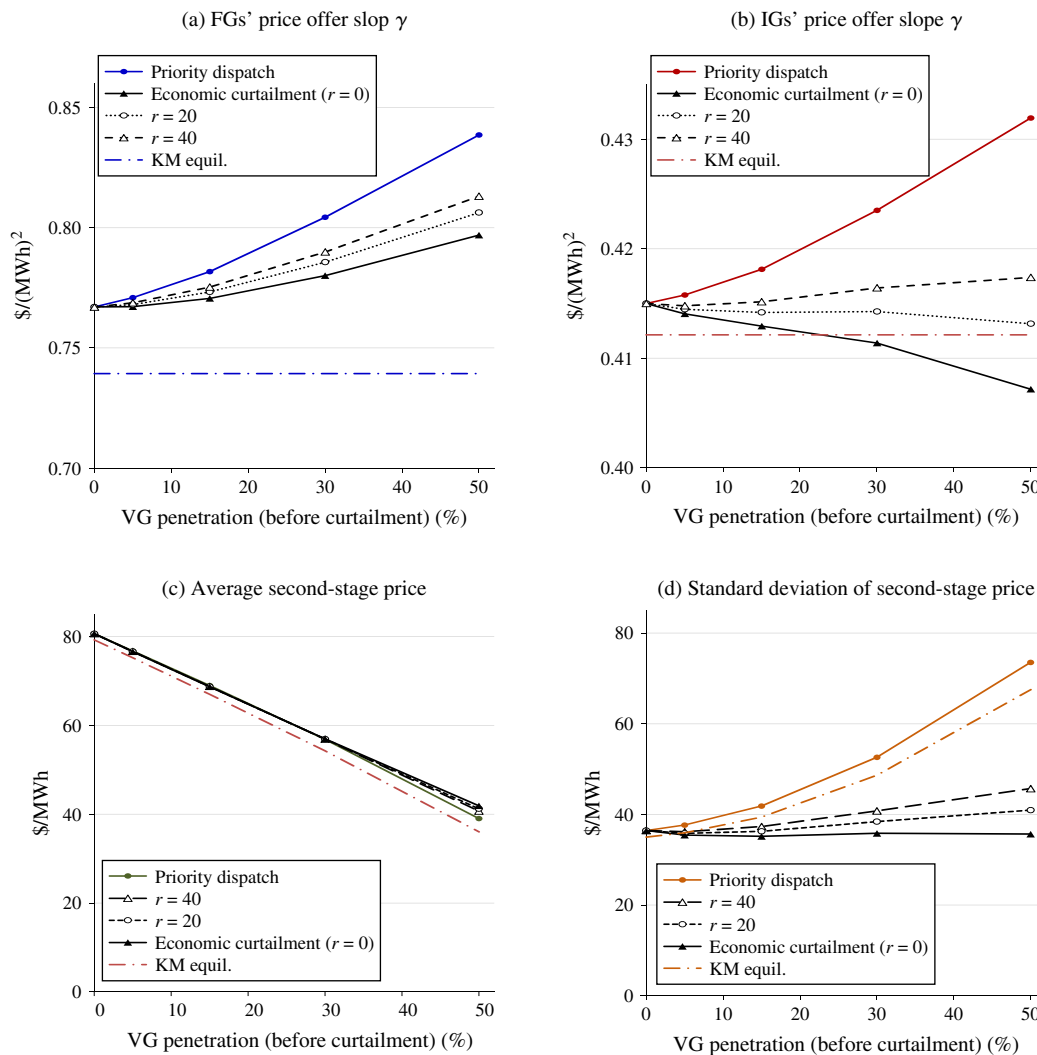 (a) FGs' price offer slop γ
Priority dispatch
Economic curtailment (r = 0)
r = 20
r = 40
KM equil.
$/(MWh)²
0.85
0.80
0.75
0.70
0 10 20 30 40 50
VG penetration (before curtailment) (%)
(b) IGs' price offer slope γ
Priority dispatch
Economic curtailment (r = 0)
r = 20
r = 40
KM equil.
$/(MWh)²
0.43
0.42
0.41
0.40
0 10 20 30 40 50
VG penetration (before curtailment) (%)
(c) Average second-stage price
80
60
40
20
0
$/MWh
Priority dispatch
r = 40
r = 20
Economic curtailment (r = 0)
KM equil.
0 10 20 30 40 50
VG penetration (before curtailment) (%)
(d) Standard deviation of second-stage price
80
60
40
20
0
$/MWh
Priority dispatch
r = 40
r = 20
Economic curtailment (r = 0)
KM equil.
0 10 20 30 40 50
VG penetration (before curtailment) (%)